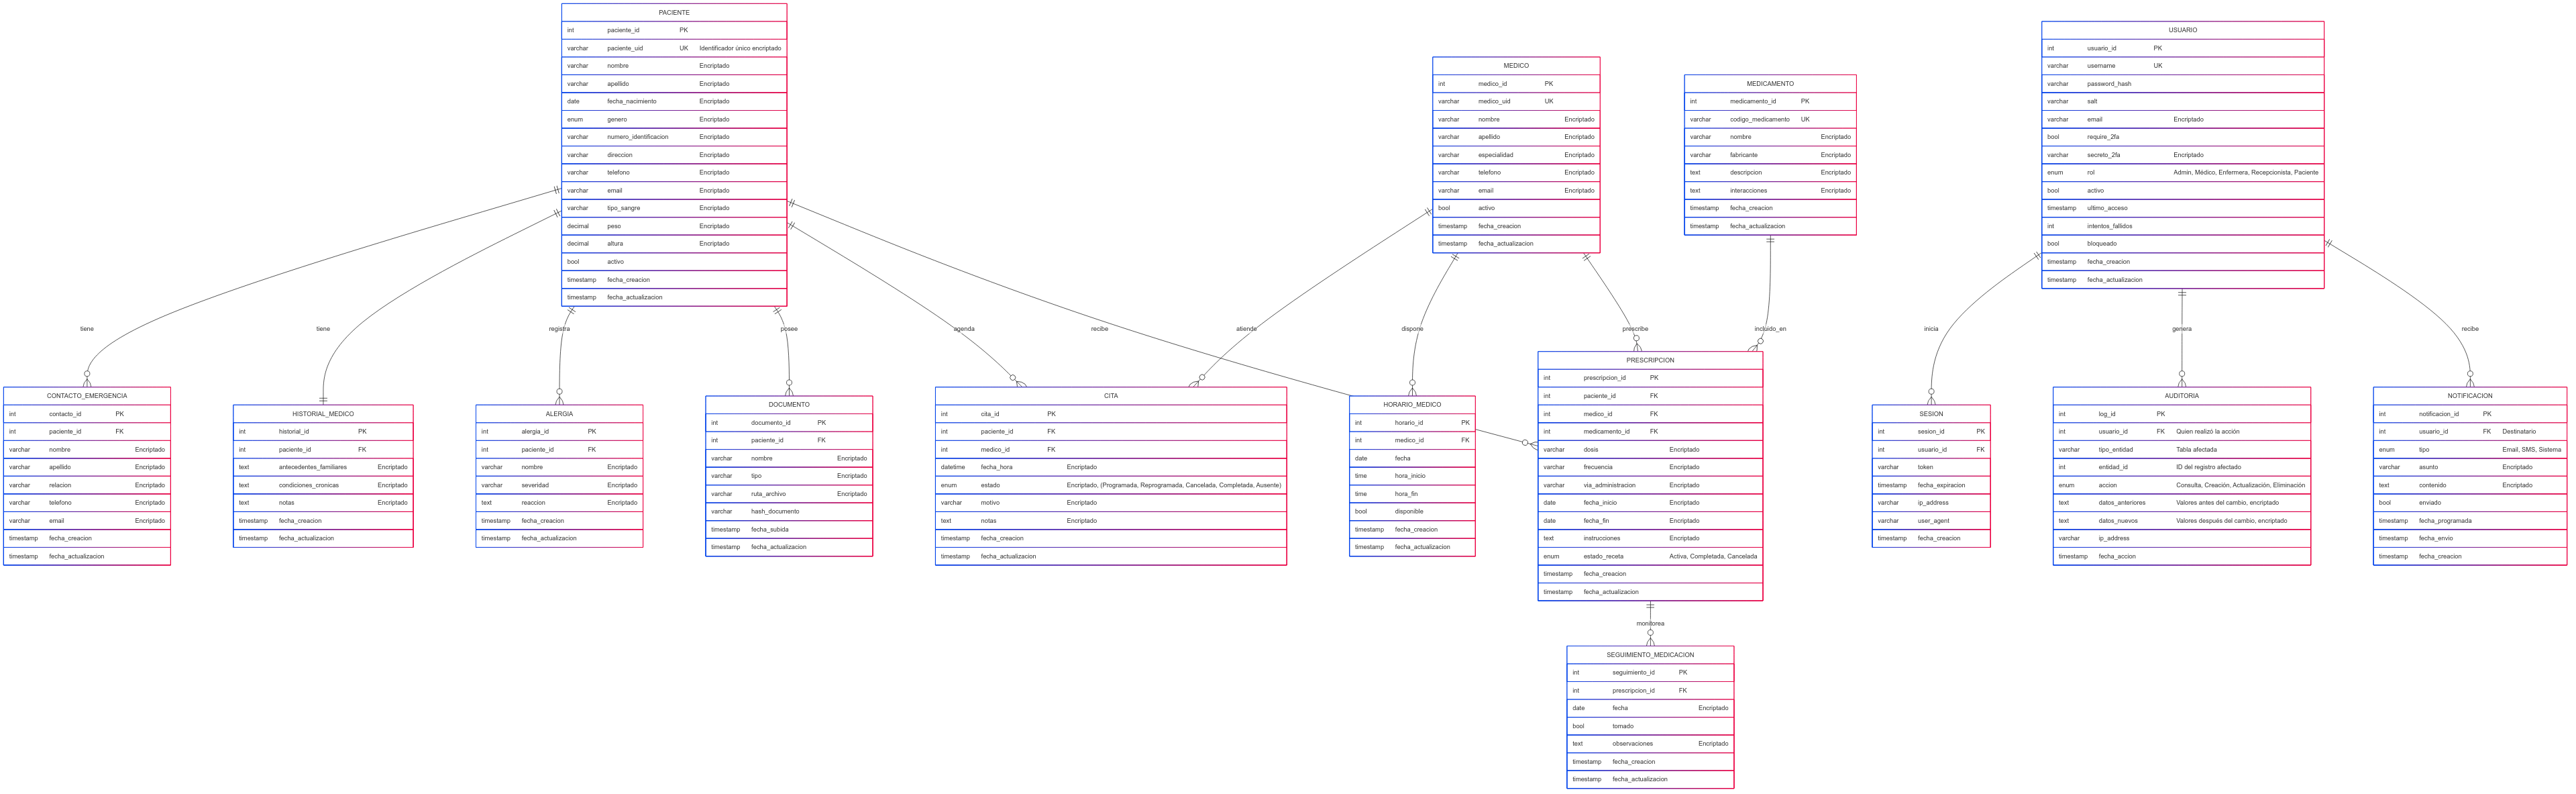 PACIENTE
int paciente_id PK
varchar paciente_uid UK Identificador único encriptado
varchar nombre Encriptado
varchar apellido Encriptado
date fecha_nacimiento Encriptado
enum genero Encriptado
varchar numero_identificacion Encriptado
varchar direccion Encriptado
varchar telefono Encriptado
varchar email Encriptado
varchar tipo_sangre Encriptado
decimal peso Encriptado
decimal altura Encriptado
bool activo
timestamp fecha_creacion
timestamp fecha_actualizacion
MEDICO
int medico_id PK
varchar medico_uid UK
varchar nombre Encriptado
varchar apellido Encriptado
varchar especialidad Encriptado
varchar telefono Encriptado
varchar email Encriptado
bool activo
timestamp fecha_creacion
timestamp fecha_actualizacion
MEDICAMENTO
int medicamento_id PK
varchar codigo_medicamento UK
varchar nombre Encriptado
varchar fabricante Encriptado
text descripcion Encriptado
text interacciones Encriptado
timestamp fecha_creacion
timestamp fecha_actualizacion
USUARIO
int usuario_id PK
varchar username UK
varchar password_hash
varchar salt
varchar email Encriptado
bool require_2fa
varchar secreto_2fa Encriptado
enum rol Admin, Médico, Enfermera, Recepcionista, Paciente
bool activo
timestamp ultimo_acceso
int intentos_fallidos
bool bloqueado
timestamp fecha_creacion
timestamp fecha_actualizacion
tiene
tiene
registra
posee
agenda
recibe
atiende
dispone
prescribe
incluido_en
inicia
genera
recibe
CONTACTO_EMERGENCIA
int contacto_id PK
int paciente_id FK
varchar nombre Encriptado
varchar apellido Encriptado
varchar relacion Encriptado
varchar telefono Encriptado
varchar email Encriptado
timestamp fecha_creacion
timestamp fecha_actualizacion
HISTORIAL_MEDICO
int historial_id PK
int paciente_id FK
text antecedentes_familiares Encriptado
text condiciones_cronicas Encriptado
text notas Encriptado
timestamp fecha_creacion
timestamp fecha_actualizacion
ALERGIA
int alergia_id PK
int paciente_id FK
varchar nombre Encriptado
varchar severidad Encriptado
text reaccion Encriptado
timestamp fecha_creacion
timestamp fecha_actualizacion
DOCUMENTO
int documento_id PK
int paciente_id FK
varchar nombre Encriptado
varchar tipo Encriptado
varchar ruta_archivo Encriptado
varchar hash_documento
timestamp fecha_subida
timestamp fecha_actualizacion
CITA
int cita_id PK
int paciente_id FK
int medico_id FK
datetime fecha_hora Encriptado
enum estado Encriptado, (Programada, Reprogramada, Cancelada, Completada, Ausente)
varchar motivo Encriptado
text notas Encriptado
timestamp fecha_creacion
timestamp fecha_actualizacion
HORARIO_MEDICO
int horario_id PK
int medico_id FK
date fecha
time hora_inicio
time hora_fin
bool disponible
timestamp fecha_creacion
timestamp fecha_actualizacion
PRESCRIPCION
int prescripcion_id PK
int paciente_id FK
int medico_id FK
int medicamento_id FK
varchar dosis Encriptado
varchar frecuencia Encriptado
varchar via_administracion Encriptado
date fecha_inicio Encriptado
date fecha_fin Encriptado
text instrucciones Encriptado
enum estado_receta Activa, Completada, Cancelada
timestamp fecha_creacion
timestamp fecha_actualizacion
SESION
int sesion_id PK
int usuario_id FK
varchar token
timestamp fecha_expiracion
varchar ip_address
varchar user_agent
timestamp fecha_creacion
AUDITORIA
int log_id PK
int usuario_id FK Quien realizó la acción
varchar tipo_entidad Tabla afectada
int entidad_id ID del registro afectado
enum accion Consulta, Creación, Actualización, Eliminación
text datos_anteriores Valores antes del cambio, encriptado
text datos_nuevos Valores después del cambio, encriptado
varchar ip_address
timestamp fecha_accion
NOTIFICACION
int notificacion_id PK
int usuario_id FK Destinatario
enum tipo Email, SMS, Sistema
varchar asunto Encriptado
text contenido Encriptado
bool enviado
timestamp fecha_programada
timestamp fecha_envio
timestamp fecha_creacion
monitorea
SEGUIMIENTO_MEDICACION
int seguimiento_id PK
int prescripcion_id FK
date fecha Encriptado
bool tomado
text observaciones Encriptado
timestamp fecha_creacion
timestamp fecha_actualizacion